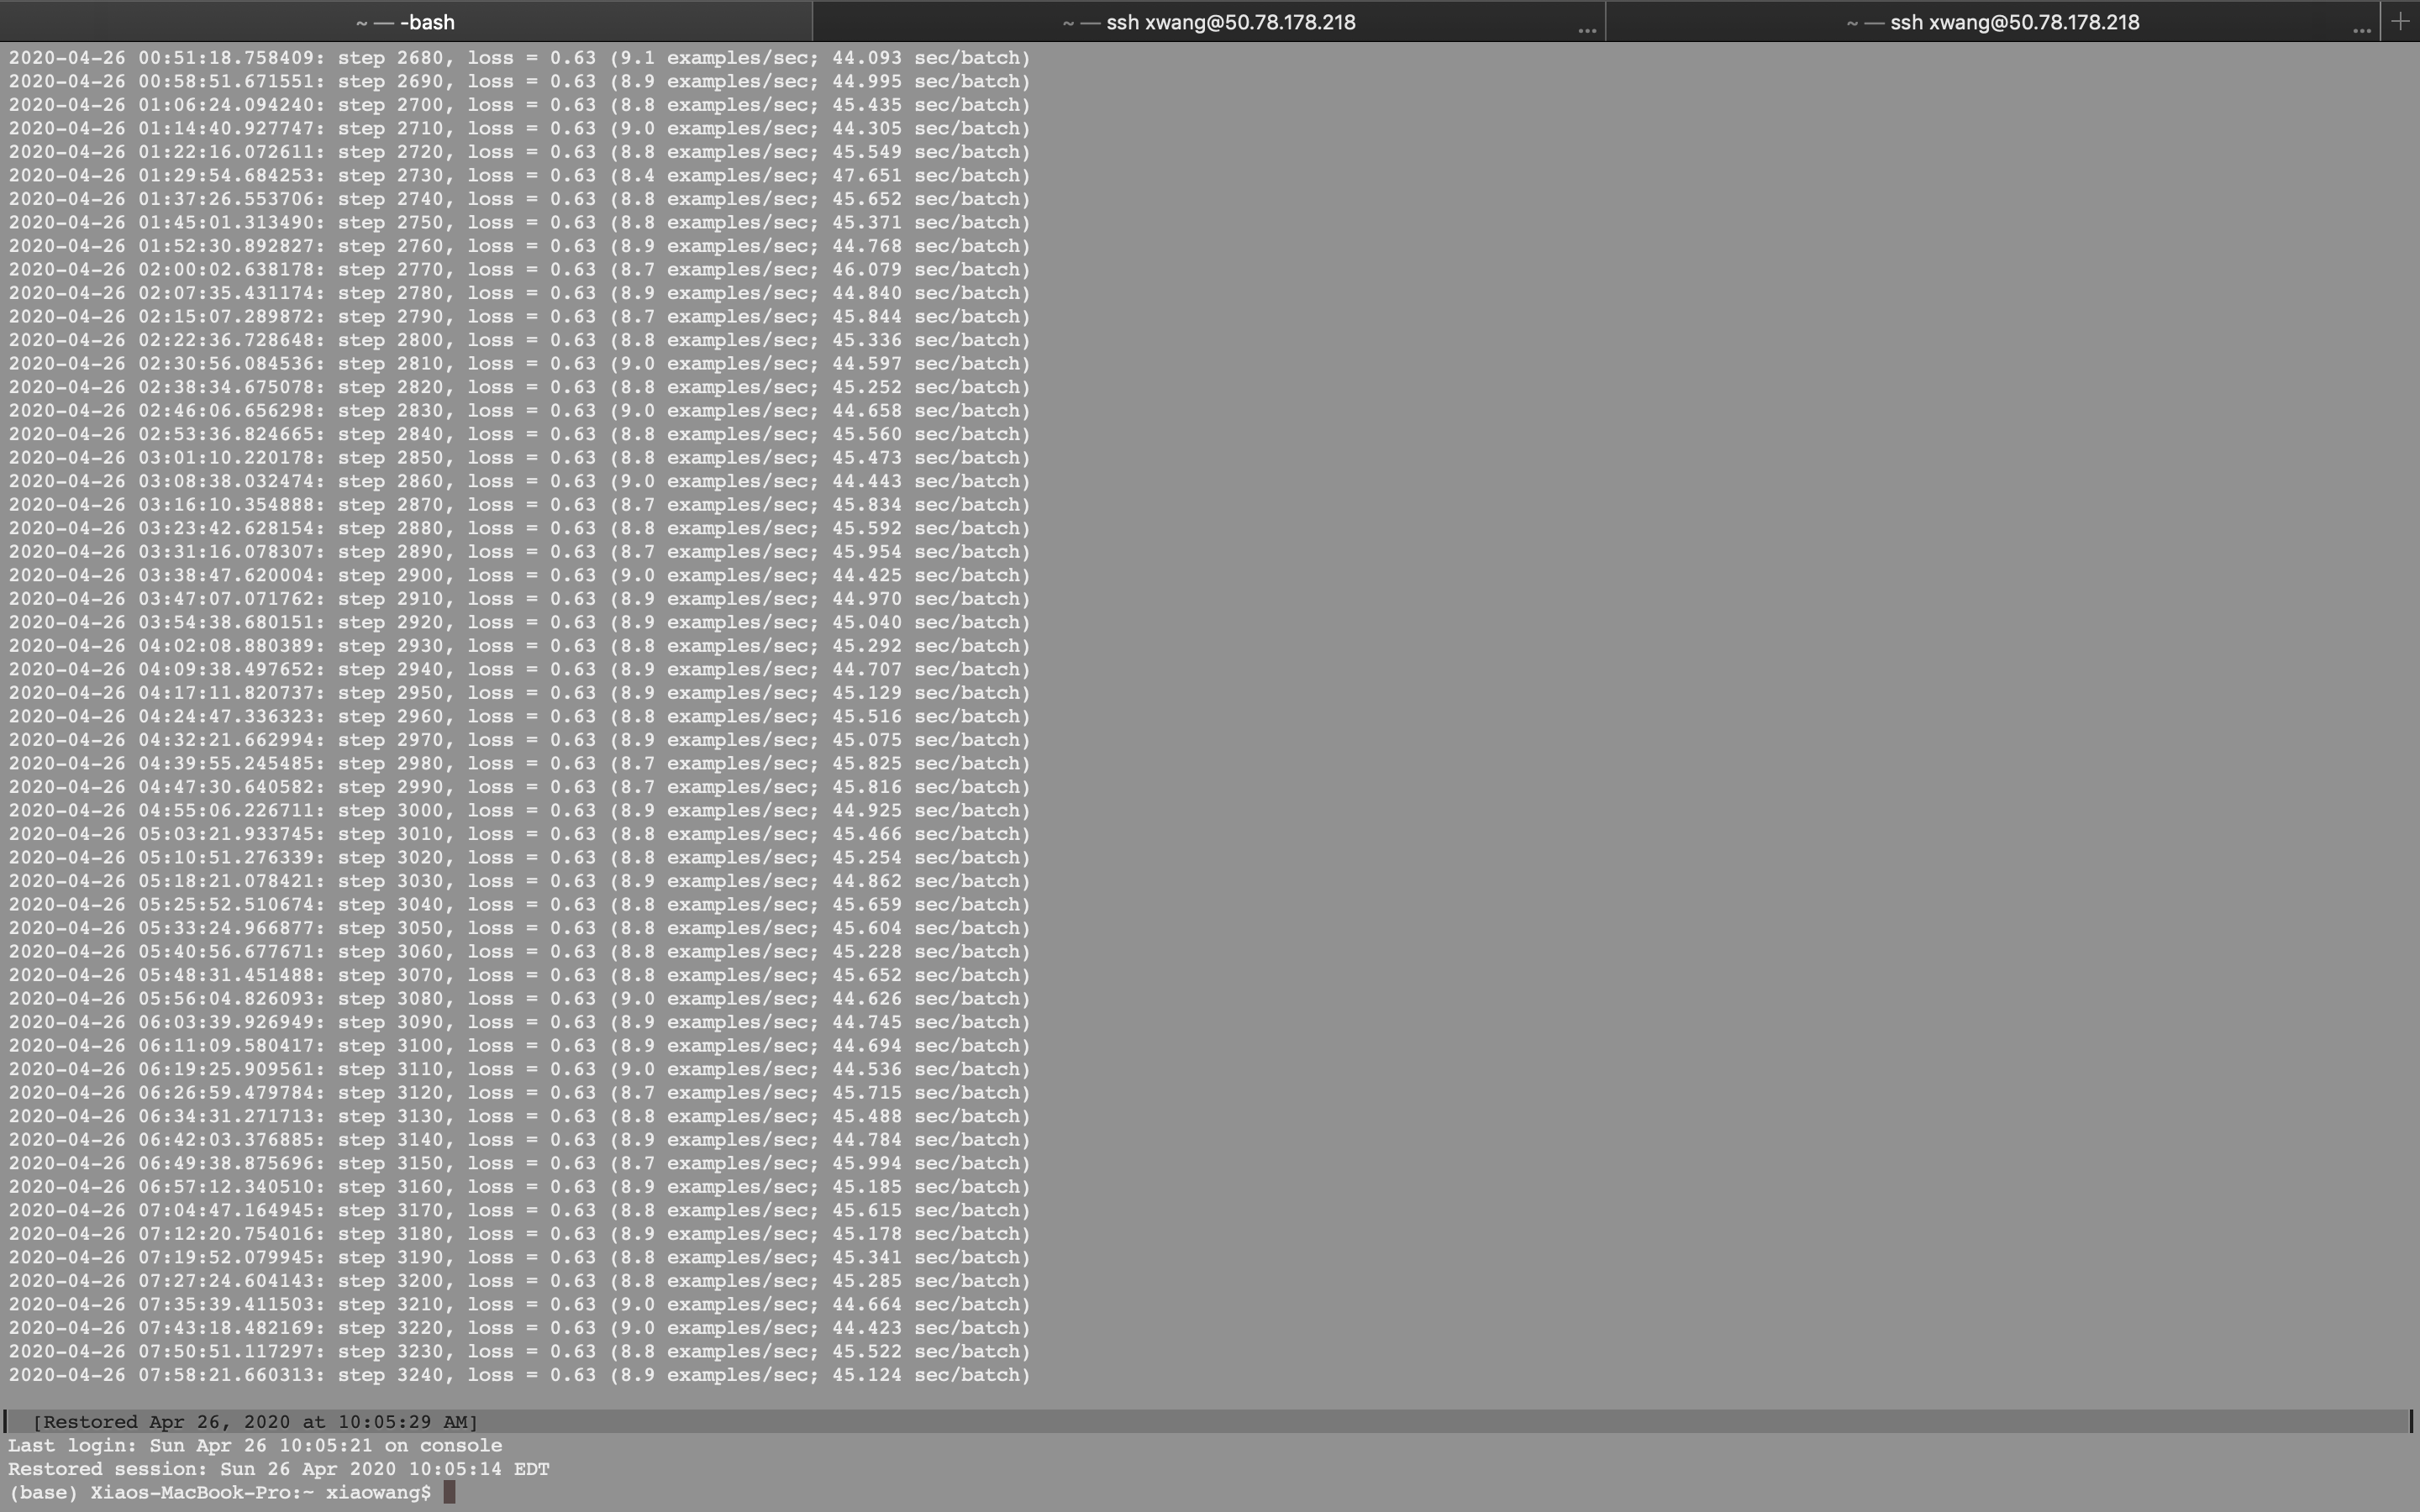 ~ — -bash
~ — ssh xwang@50.78.178.218
...
~ — ssh xwang@50.78.178.218
...
+
2020-04-26 00:51:18.758409: step 2680, loss = 0.63 (9.1 examples/sec; 44.093 sec/batch)
2020-04-26 00:58:51.671551: step 2690, loss = 0.63 (8.9 examples/sec; 44.995 sec/batch)
2020-04-26 01:06:24.094240: step 2700, loss = 0.63 (8.8 examples/sec; 45.435 sec/batch)
2020-04-26 01:14:40.927747: step 2710, loss = 0.63 (9.0 examples/sec; 44.305 sec/batch)
2020-04-26 01:22:16.072611: step 2720, loss = 0.63 (8.8 examples/sec; 45.549 sec/batch)
2020-04-26 01:29:54.684253: step 2730, loss = 0.63 (8.4 examples/sec; 47.651 sec/batch)
2020-04-26 01:37:26.553706: step 2740, loss = 0.63 (8.8 examples/sec; 45.652 sec/batch)
2020-04-26 01:45:01.313490: step 2750, loss = 0.63 (8.8 examples/sec; 45.371 sec/batch)
2020-04-26 01:52:30.892827: step 2760, loss = 0.63 (8.9 examples/sec; 44.768 sec/batch)
2020-04-26 02:00:02.638178: step 2770, loss = 0.63 (8.7 examples/sec; 46.079 sec/batch)
2020-04-26 02:07:35.431174: step 2780, loss = 0.63 (8.9 examples/sec; 44.840 sec/batch)
2020-04-26 02:15:07.289872: step 2790, loss = 0.63 (8.7 examples/sec; 45.844 sec/batch)
2020-04-26 02:22:36.728648: step 2800, loss = 0.63 (8.8 examples/sec; 45.336 sec/batch)
2020-04-26 02:30:56.084536: step 2810, loss = 0.63 (9.0 examples/sec; 44.597 sec/batch)
2020-04-26 02:38:34.675078: step 2820, loss = 0.63 (8.8 examples/sec; 45.252 sec/batch)
2020-04-26 02:46:06.656298: step 2830, loss = 0.63 (9.0 examples/sec; 44.658 sec/batch)
2020-04-26 02:53:36.824665: step 2840, loss = 0.63 (8.8 examples/sec; 45.560 sec/batch)
2020-04-26 03:01:10.220178: step 2850, loss = 0.63 (8.8 examples/sec; 45.473 sec/batch)
2020-04-26 03:08:38.032474: step 2860, loss = 0.63 (9.0 examples/sec; 44.443 sec/batch)
2020-04-26 03:16:10.354888: step 2870, loss = 0.63 (8.7 examples/sec; 45.834 sec/batch)
2020-04-26 03:23:42.628154: step 2880, loss = 0.63 (8.8 examples/sec; 45.592 sec/batch)
2020-04-26 03:31:16.078307: step 2890, loss = 0.63 (8.7 examples/sec; 45.954 sec/batch)
2020-04-26 03:38:47.620004: step 2900, loss = 0.63 (9.0 examples/sec; 44.425 sec/batch)
2020-04-26 03:47:07.071762: step 2910, loss = 0.63 (8.9 examples/sec; 44.970 sec/batch)
2020-04-26 03:54:38.680151: step 2920, loss = 0.63 (8.9 examples/sec; 45.040 sec/batch)
2020-04-26 04:02:08.880389: step 2930, loss = 0.63 (8.8 examples/sec; 45.292 sec/batch)
2020-04-26 04:09:38.497652: step 2940, loss = 0.63 (8.9 examples/sec; 44.707 sec/batch)
2020-04-26 04:17:11.820737: step 2950, loss = 0.63 (8.9 examples/sec; 45.129 sec/batch)
2020-04-26 04:24:47.336323: step 2960, loss = 0.63 (8.8 examples/sec; 45.516 sec/batch)
2020-04-26 04:32:21.662994: step 2970, loss = 0.63 (8.9 examples/sec; 45.075 sec/batch)
2020-04-26 04:39:55.245485: step 2980, loss = 0.63 (8.7 examples/sec; 45.825 sec/batch)
2020-04-26 04:47:30.640582: step 2990, loss = 0.63 (8.7 examples/sec; 45.816 sec/batch)
2020-04-26 04:55:06.226711: step 3000, loss = 0.63 (8.9 examples/sec; 44.925 sec/batch)
2020-04-26 05:03:21.933745: step 3010, loss = 0.63 (8.8 examples/sec; 45.466 sec/batch)
2020-04-26 05:10:51.276339: step 3020, loss = 0.63 (8.8 examples/sec; 45.254 sec/batch)
2020-04-26 05:18:21.078421: step 3030, loss = 0.63 (8.9 examples/sec; 44.862 sec/batch)
2020-04-26 05:25:52.510674: step 3040, loss = 0.63 (8.8 examples/sec; 45.659 sec/batch)
2020-04-26 05:33:24.966877: step 3050, loss = 0.63 (8.8 examples/sec; 45.604 sec/batch)
2020-04-26 05:40:56.677671: step 3060, loss = 0.63 (8.8 examples/sec; 45.228 sec/batch)
2020-04-26 05:48:31.451488: step 3070, loss = 0.63 (8.8 examples/sec; 45.652 sec/batch)
2020-04-26 05:56:04.826093: step 3080, loss = 0.63 (9.0 examples/sec; 44.626 sec/batch)
2020-04-26 06:03:39.926949: step 3090, loss = 0.63 (8.9 examples/sec; 44.745 sec/batch)
2020-04-26 06:11:09.580417: step 3100, loss = 0.63 (8.9 examples/sec; 44.694 sec/batch)
2020-04-26 06:19:25.909561: step 3110, loss = 0.63 (9.0 examples/sec; 44.536 sec/batch)
2020-04-26 06:26:59.479784: step 3120, loss = 0.63 (8.7 examples/sec; 45.715 sec/batch)
2020-04-26 06:34:31.271713: step 3130, loss = 0.63 (8.8 examples/sec; 45.488 sec/batch)
2020-04-26 06:42:03.376885: step 3140, loss = 0.63 (8.9 examples/sec; 44.784 sec/batch)
2020-04-26 06:49:38.875696: step 3150, loss = 0.63 (8.7 examples/sec; 45.994 sec/batch)
2020-04-26 06:57:12.340510: step 3160, loss = 0.63 (8.9 examples/sec; 45.185 sec/batch)
2020-04-26 07:04:47.164945: step 3170, loss = 0.63 (8.8 examples/sec; 45.615 sec/batch)
2020-04-26 07:12:20.754016: step 3180, loss = 0.63 (8.9 examples/sec; 45.178 sec/batch)
2020-04-26 07:19:52.079945: step 3190, loss = 0.63 (8.8 examples/sec; 45.341 sec/batch)
2020-04-26 07:27:24.604143: step 3200, loss = 0.63 (8.8 examples/sec; 45.285 sec/batch)
2020-04-26 07:35:39.411503: step 3210, loss = 0.63 (9.0 examples/sec; 44.664 sec/batch)
2020-04-26 07:43:18.482169: step 3220, loss = 0.63 (9.0 examples/sec; 44.423 sec/batch)
2020-04-26 07:50:51.117297: step 3230, loss = 0.63 (8.8 examples/sec; 45.522 sec/batch)
2020-04-26 07:58:21.660313: step 3240, loss = 0.63 (8.9 examples/sec; 45.124 sec/batch)
[Restored Apr 26, 2020 at 10:05:29 AM]
Last login: Sun Apr 26 10:05:21 on console
Restored session: Sun 26 Apr 2020 10:05:14 EDT
(base) Xiaos-MacBook-Pro:~ xiaowang$